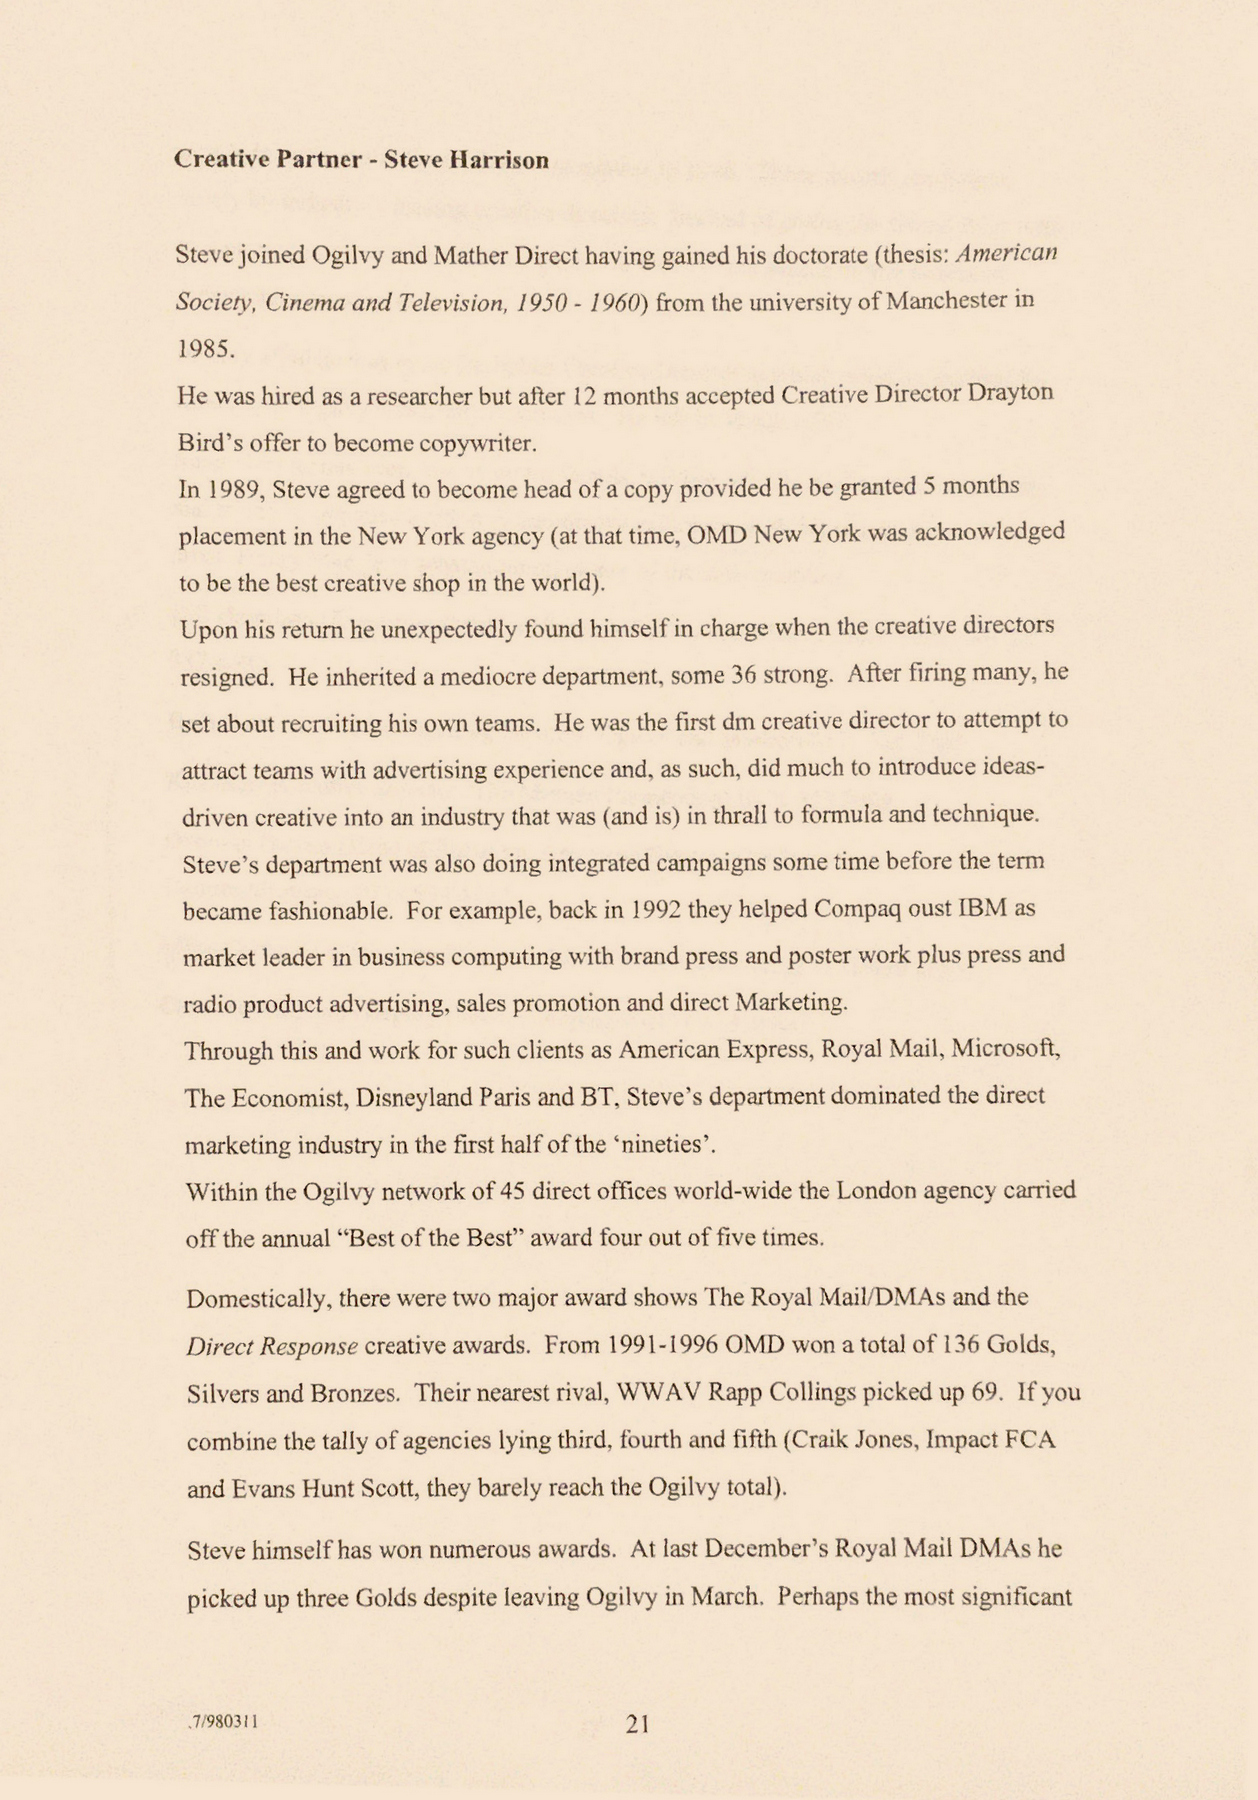 Creative Partner - Steve Harrison
Steve joined Ogilvy and Mather Direct having gained his doctorate (thesis: American
Society, Cinema and Television, 1950 - 1960) from the university of Manchester in
1985.
He was hired as a researcher but after 12 months accepted Creative Director Drayton
Bird’s offer to become copywriter.
In 1989, Steve agreed to become head of a copy provided he be granted 5 months
placement in the New York agency (at that time, OMD New York was acknowledged
to be the best creative shop in the world).
Upon his return he unexpectedly found himself in charge when the creative directors
resigned.  He inherited a mediocre department, some 36 strong.  After firing many, he
set about recruiting his own teams.  He was the first dm creative director to attempt to
attract teams with advertising experience and, as such, did much to introduce ideas-
driven creative into an industry that was (and is) in thrall to formula and technique.
Steve’s department was also doing integrated campaigns some time before the term
became fashionable.  For example, back in 1992 they helped Compaq oust IBM as
market leader in business computing with brand press and poster work plus press and
radio product advertising, sales promotion and direct Marketing.
Through this and work for such clients as American Express, Royal Mail, Microsoft,
The Economist, Disneyland Paris and BT, Steve’s department dominated the direct
marketing industry in the first half of the ‘nineties’.
Within the Ogilvy network of 45 direct offices world-wide the London agency carried
off the annual “Best of the Best” award four out of five times.
Domestically, there were two major award shows The Royal Mail/DMAs and the
Direct Response creative awards.  From 1991-1996 OMD won a total of 136 Golds,
Silvers and Bronzes.  Their nearest rival, WWAV Rapp Collings picked up 69.  If you
combine the tally of agencies lying third, fourth and fifth (Craik Jones, Impact FCA
and Evans Hunt Scott, they barely reach the Ogilvy total).
Steve himself has won numerous awards.  At last December’s Royal Mail DMAs he
picked up three Golds despite leaving Ogilvy in March.  Perhaps the most significant
.7/980311
21